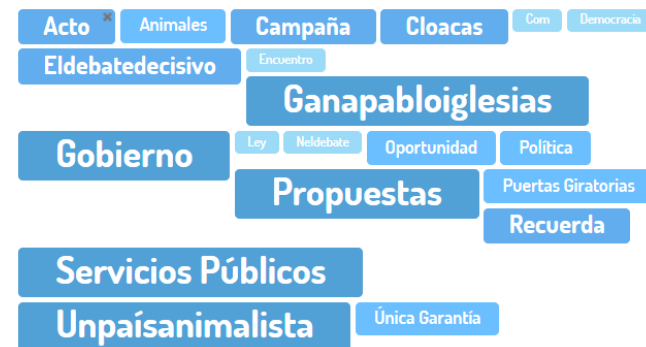 Acto Animales Campaña Cloacas Com Democracia
Eldebatedecisivo Encuentro
Ganapabloiglesias
Gobierno Ley Neldebate Oportunidad Política
Propuestas Puertas Giratorias
Recuerda
Servicios Públicos
Unpaísanimalista Única Garantía